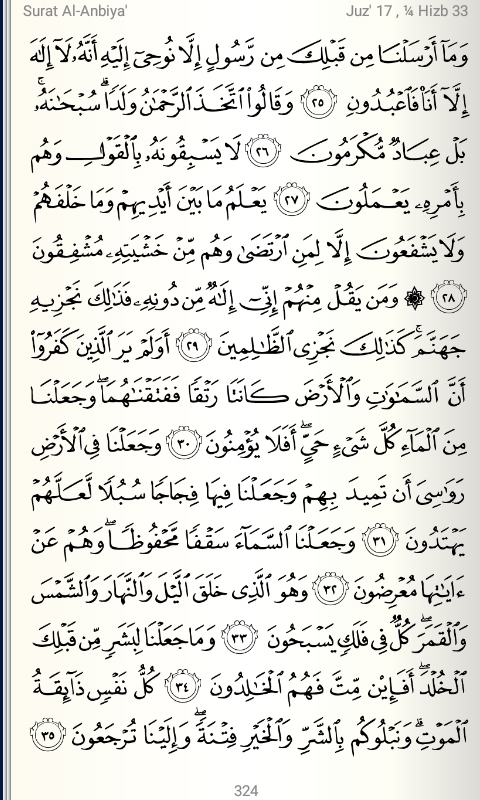 Surat Al-Anbiya' Juz' 17 , ¼ Hizb 33
وَمَآ أَرْسَلْنَا مِن قَبْلِكَ مِن رَّسُولٍ إِلَّا نُوحِىٓ إِلَيْهِ أَنَّهُۥ لَآ إِلَٰهَ
إِلَّآ أَنَا۠ فَٱعْبُدُونِ ٢٥ وَقَالُوا۟ ٱتَّخَذَ ٱلرَّحْمَٰنُ وَلَدًا ۗ سُبْحَٰنَهُۥ ۚ
بَلْ عِبَادٌ مُّكْرَمُونَ ٢٦ لَا يَسْبِقُونَهُۥ بِٱلْقَوْلِ وَهُم
بِأَمْرِهِۦ يَعْمَلُونَ ٢٧ يَعْلَمُ مَا بَيْنَ أَيْدِيهِمْ وَمَا خَلْفَهُمْ
وَلَا يَشْفَعُونَ إِلَّا لِمَنِ ٱرْتَضَىٰ وَهُم مِّنْ خَشْيَتِهِۦ مُشْفِقُونَ
٢٨ ۞ وَمَن يَقُلْ مِنْهُمْ إِنِّىٓ إِلَٰهٌ مِّن دُونِهِۦ فَذَٰلِكَ نَجْزِيهِ
جَهَنَّمَ ۚ كَذَٰلِكَ نَجْزِى ٱلظَّٰلِمِينَ ٢٩ أَوَلَمْ يَرَ ٱلَّذِينَ كَفَرُوٓا۟
أَنَّ ٱلسَّمَٰوَٰتِ وَٱلْأَرْضَ كَانَتَا رَتْقًا فَفَتَقْنَٰهُمَا ۖ وَجَعَلْنَا
مِنَ ٱلْمَآءِ كُلَّ شَىْءٍ حَىٍّ ۖ أَفَلَا يُؤْمِنُونَ ٣٠ وَجَعَلْنَا فِى ٱلْأَرْضِ
رَوَٰسِىَ أَن تَمِيدَ بِهِمْ وَجَعَلْنَا فِيهَا فِجَاجًا سُبُلًا لَّعَلَّهُمْ
يَهْتَدُونَ ٣١ وَجَعَلْنَا ٱلسَّمَآءَ سَقْفًا مَّحْفُوظًا ۖ وَهُمْ عَنْ
ءَايَٰتِهَا مُعْرِضُونَ ٣٢ وَهُوَ ٱلَّذِى خَلَقَ ٱلَّيْلَ وَٱلنَّهَارَ وَٱلشَّمْسَ
وَٱلْقَمَرَ ۖ كُلٌّ فِى فَلَكٍ يَسْبَحُونَ ٣٣ وَمَا جَعَلْنَا لِبَشَرٍ مِّن قَبْلِكَ
ٱلْخُلْدَ ۖ أَفَإِي۟ن مِّتَّ فَهُمُ ٱلْخَٰلِدُونَ ٣٤ كُلُّ نَفْسٍ ذَآئِقَةُ
ٱلْمَوْتِ ۗ وَنَبْلُوكُم بِٱلشَّرِّ وَٱلْخَيْرِ فِتْنَةً ۖ وَإِلَيْنَا تُرْجَعُونَ ٣٥
324